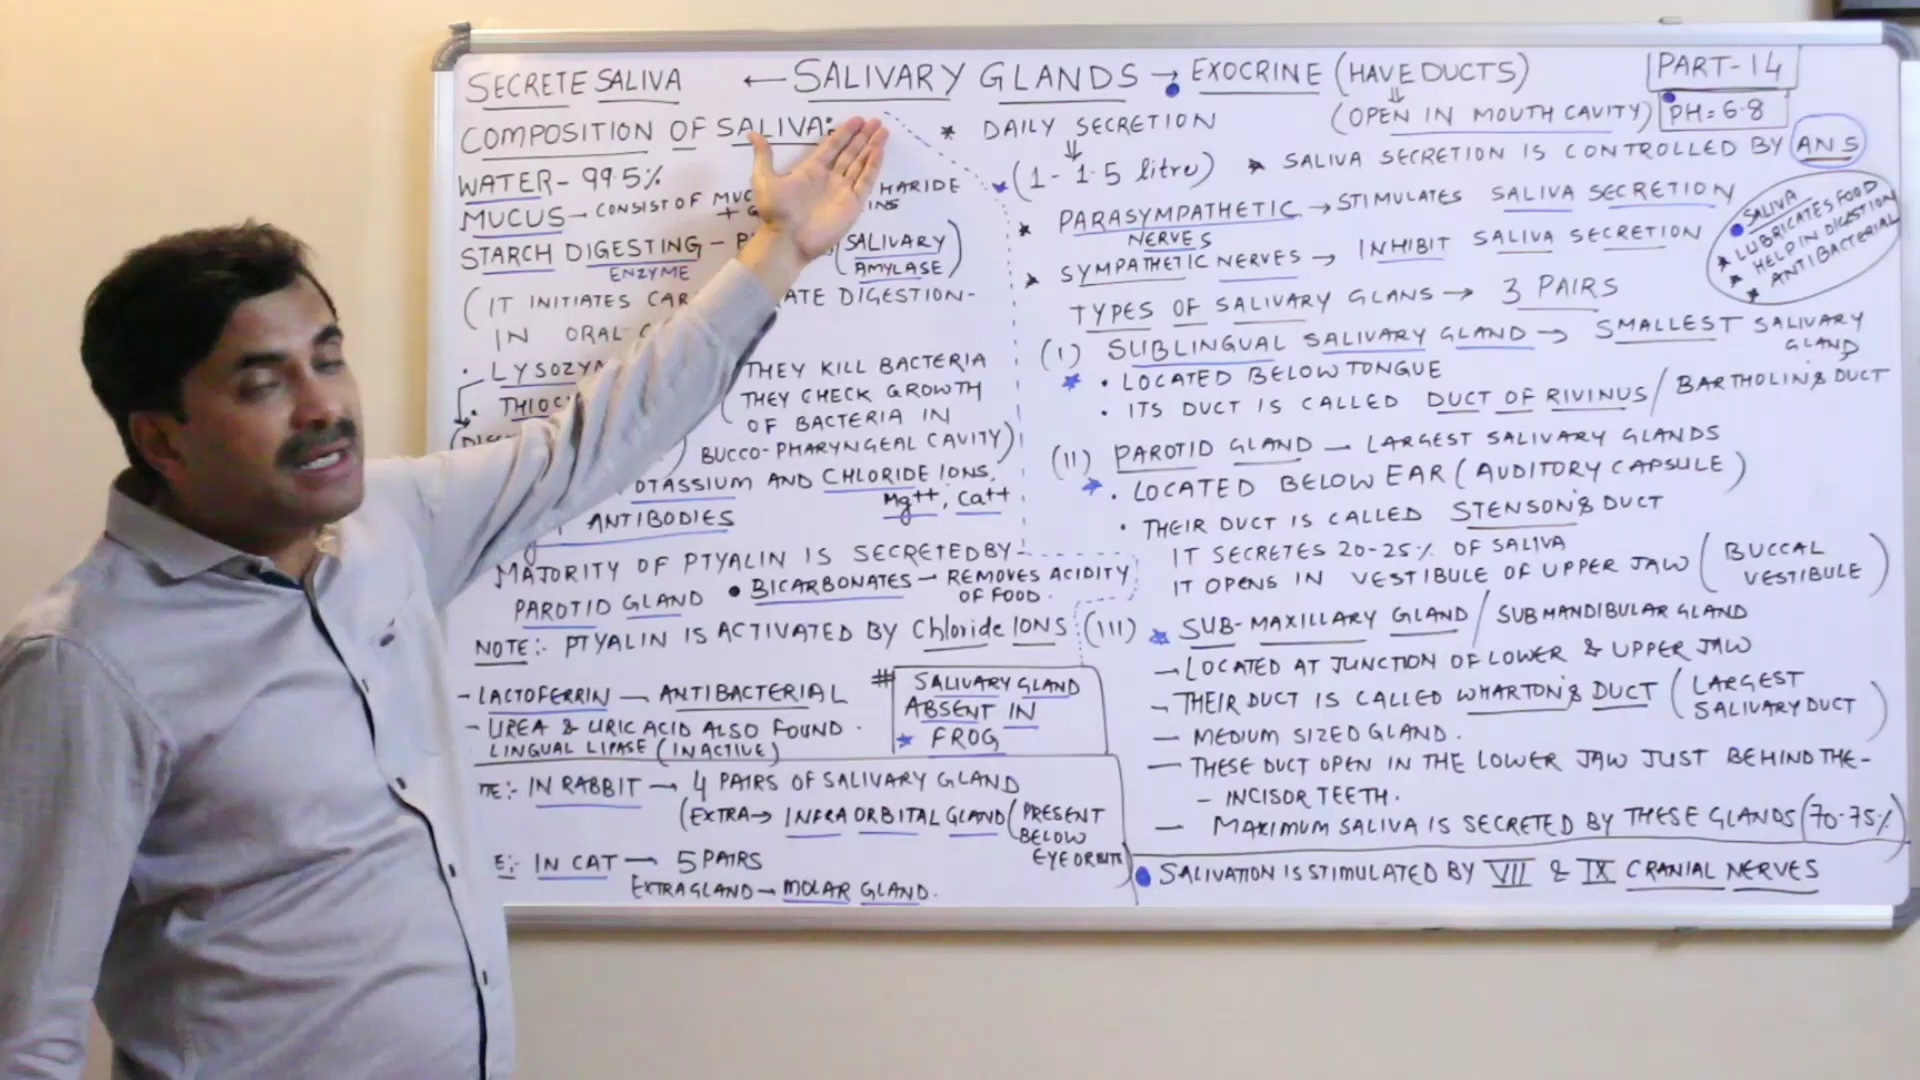 SECRETE SALIVA ← SALIVARY GLANDS → EXOCRINE (HAVE DUCTS)
PART-14
⇓
(OPEN IN MOUTH CAVITY)
PH=6.8
COMPOSITION OF SALIVA:
WATER- 99.5%
MUCUS → CONSIST OF
+
STARCH DIGESTING -
ENZYME
(SALIVARY
AMYLASE)
(IT INITIATES DIGESTION-
IN ORAL
• LYSOZY
• THIOC
THEY KILL BACTERIA
THEY CHECK GROWTH
OF BACTERIA IN
BUCCO-PHARYNGEAL CAVITY)
OTASSIUM AND CHLORIDE IONS,
Mg++, Ca++
ANTIBODIES
MAJORITY OF PTYALIN IS SECRETED BY-
PAROTID GLAND
• BICARBONATES - REMOVES ACIDITY
OF FOOD.
NOTE:- PTYALIN IS ACTIVATED BY Chloride IONS
- LACTOFERRIN — ANTIBACTERIAL
- UREA & URIC ACID ALSO FOUND.
LINGUAL LIPASE (INACTIVE)
# SALIVARY GLAND
ABSENT IN
* FROG
TE:- IN RABBIT → 4 PAIRS OF SALIVARY GLAND
(EXTRA→ INFRA ORBITAL GLAND (PRESENT
BELOW
EYE ORBITS)
E:- IN CAT → 5 PAIRS
EXTRA GLAND → MOLAR GLAND.
* DAILY SECRETION
⇓
(1-1.5 litre)
* SALIVA SECRETION IS CONTROLLED BY ANS
* PARASYMPATHETIC → STIMULATES SALIVA SECRETION
NERVES
* SYMPATHETIC NERVES → INHIBIT SALIVA SECRETION
SALIVA
* LUBRICATES FOOD
* HELP IN DIGESTION
* ANTIBACTERIAL
TYPES OF SALIVARY GLANS → 3 PAIRS
(I) SUBLINGUAL SALIVARY GLAND → SMALLEST SALIVARY
GLAND
* • LOCATED BELOW TONGUE
• ITS DUCT IS CALLED DUCT OF RIVINUS / BARTHOLIN'S DUCT
(II) PAROTID GLAND — LARGEST SALIVARY GLANDS
* • LOCATED BELOW EAR (AUDITORY CAPSULE)
• THEIR DUCT IS CALLED STENSON'S DUCT
IT SECRETES 20-25% OF SALIVA
IT OPENS IN VESTIBULE OF UPPER JAW (BUCCAL
VESTIBULE)
(III) * SUB-MAXILLARY GLAND / SUBMANDIBULAR GLAND
→ LOCATED AT JUNCTION OF LOWER & UPPER JAW
→ THEIR DUCT IS CALLED WHARTON'S DUCT (LARGEST
SALIVARY DUCT)
— MEDIUM SIZED GLAND.
— THESE DUCT OPEN IN THE LOWER JAW JUST BEHIND THE-
- INCISOR TEETH.
— MAXIMUM SALIVA IS SECRETED BY THESE GLANDS (70-75%)
• SALIVATION IS STIMULATED BY VII & IX CRANIAL NERVES